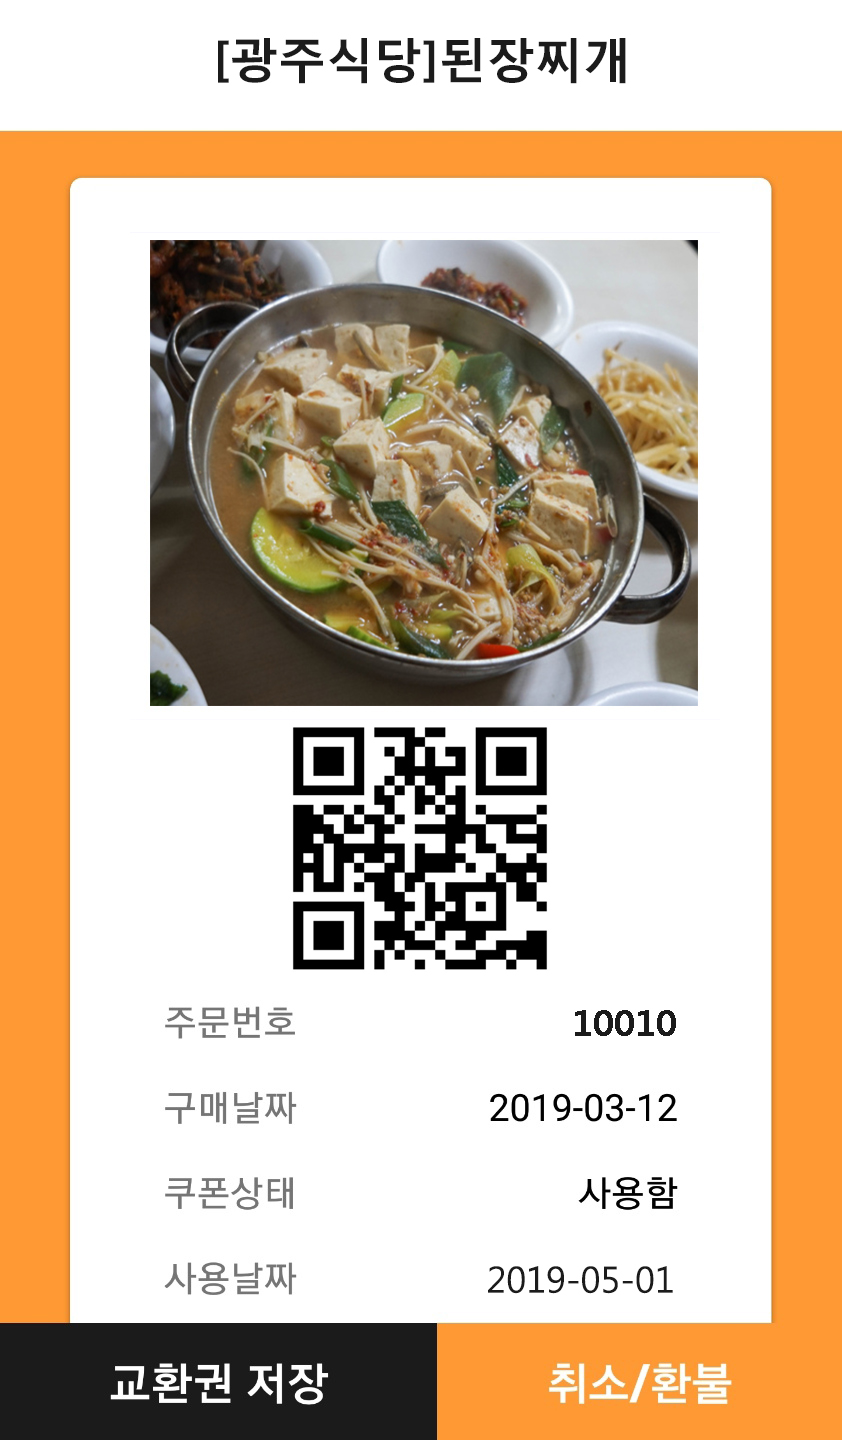 [광주식당]된장찌개
주문번호 10010
구매날짜 2019-03-12
쿠폰상태 사용함
사용날짜 2019-05-01
교환권 저장 취소/환불